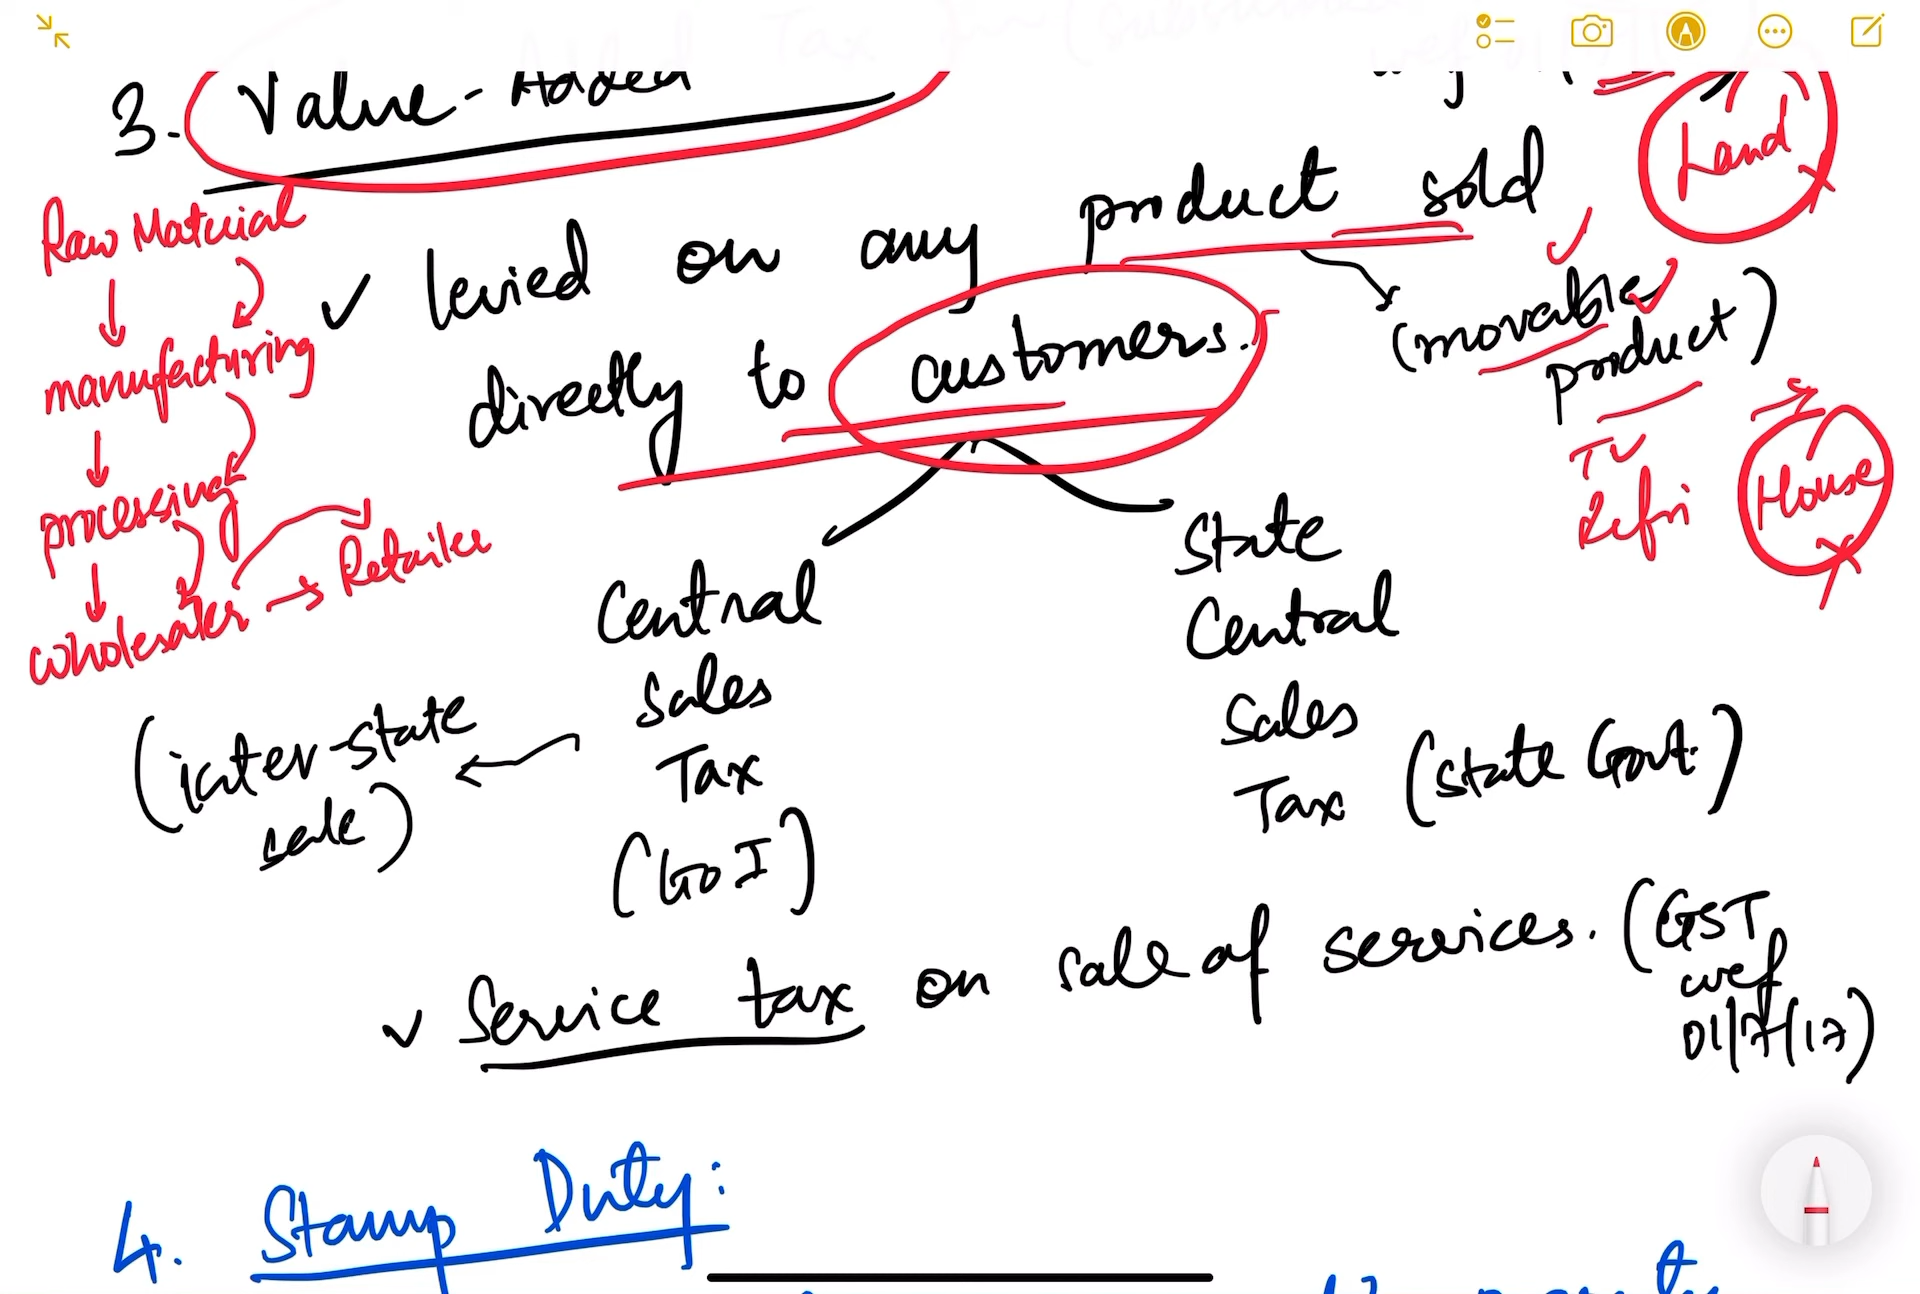 3. Value-Added
Land
Raw Material
manufacturing
processing
wholesaler → Retailer
✓ levied on any product sold
directly to customers.
(movable
product)
TV
Refri
House
Central
Sales
Tax
(GoI)
(inter-state
sale)
State
Central
Sales
Tax (State Govt.)
✓ Service tax on sale of services. (GST
wef
01/7/17)
4. Stamp Duty: